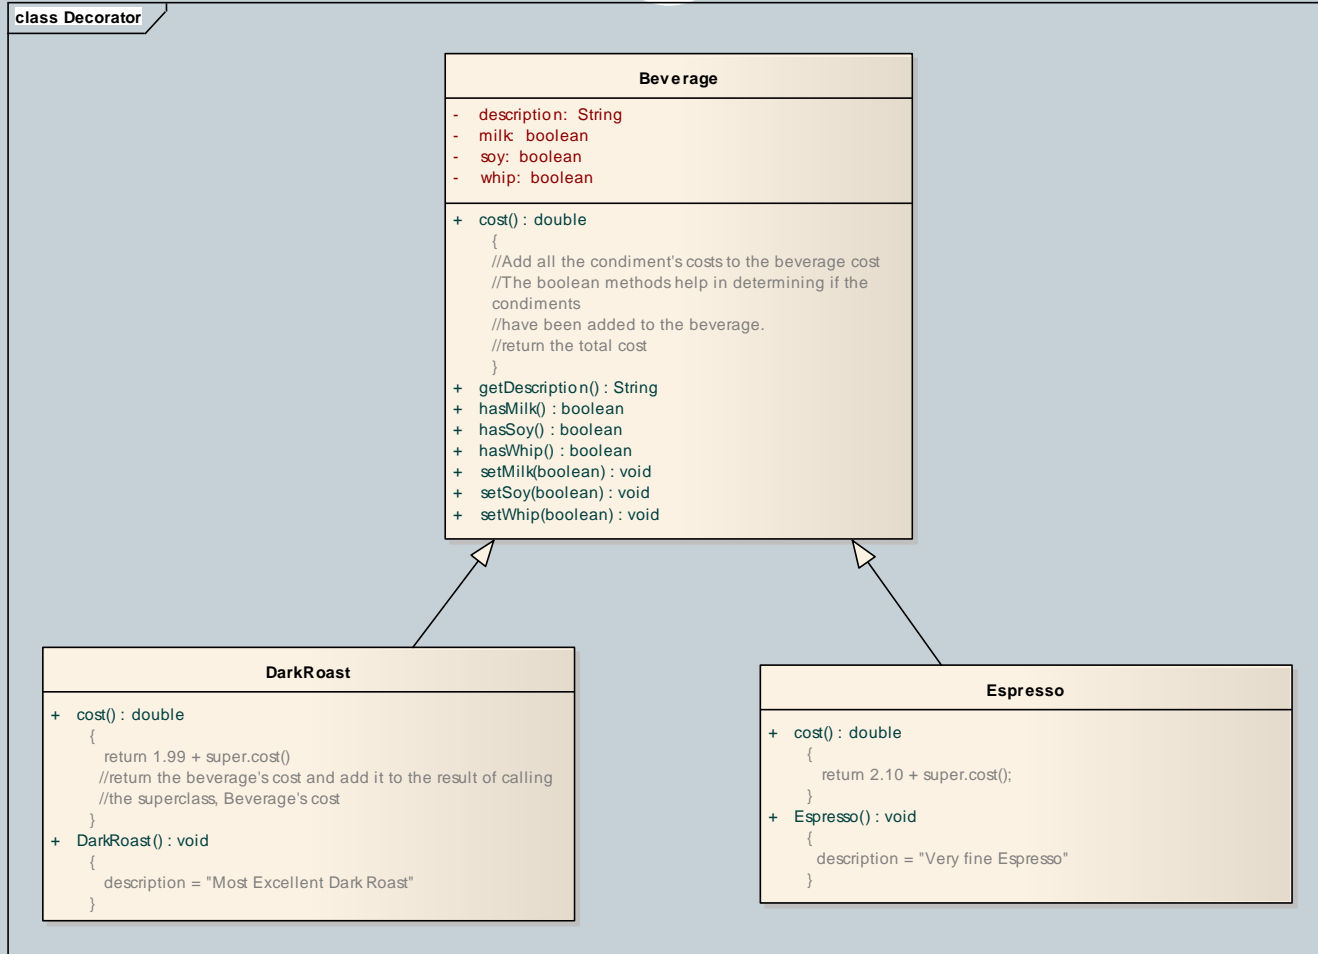 class Decorator
Beverage
- description: String
- milk: boolean
- soy: boolean
- whip: boolean
+ cost() : double
{
//Add all the condiment's costs to the beverage cost
//The boolean methods help in determining if the
condiments
//have been added to the beverage.
//return the total cost
}
+ getDescription() : String
+ hasMilk() : boolean
+ hasSoy() : boolean
+ hasWhip() : boolean
+ setMilk(boolean) : void
+ setSoy(boolean) : void
+ setWhip(boolean) : void
DarkRoast
+ cost() : double
{
return 1.99 + super.cost()
//return the beverage's cost and add it to the result of calling
//the superclass, Beverage's cost
}
+ DarkRoast() : void
{
description = "Most Excellent Dark Roast"
}
Espresso
+ cost() : double
{
return 2.10 + super.cost();
}
+ Espresso() : void
{
description = "Very fine Espresso"
}